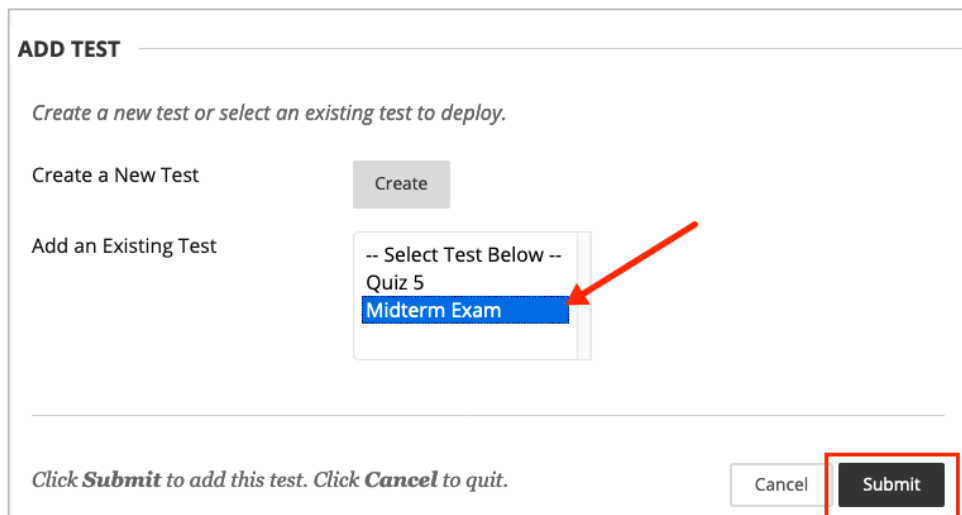 ADD TEST
Create a new test or select an existing test to deploy.
Create a New Test
Create
Add an Existing Test
-- Select Test Below --
Quiz 5
Midterm Exam
Click Submit to add this test. Click Cancel to quit.
Cancel
Submit